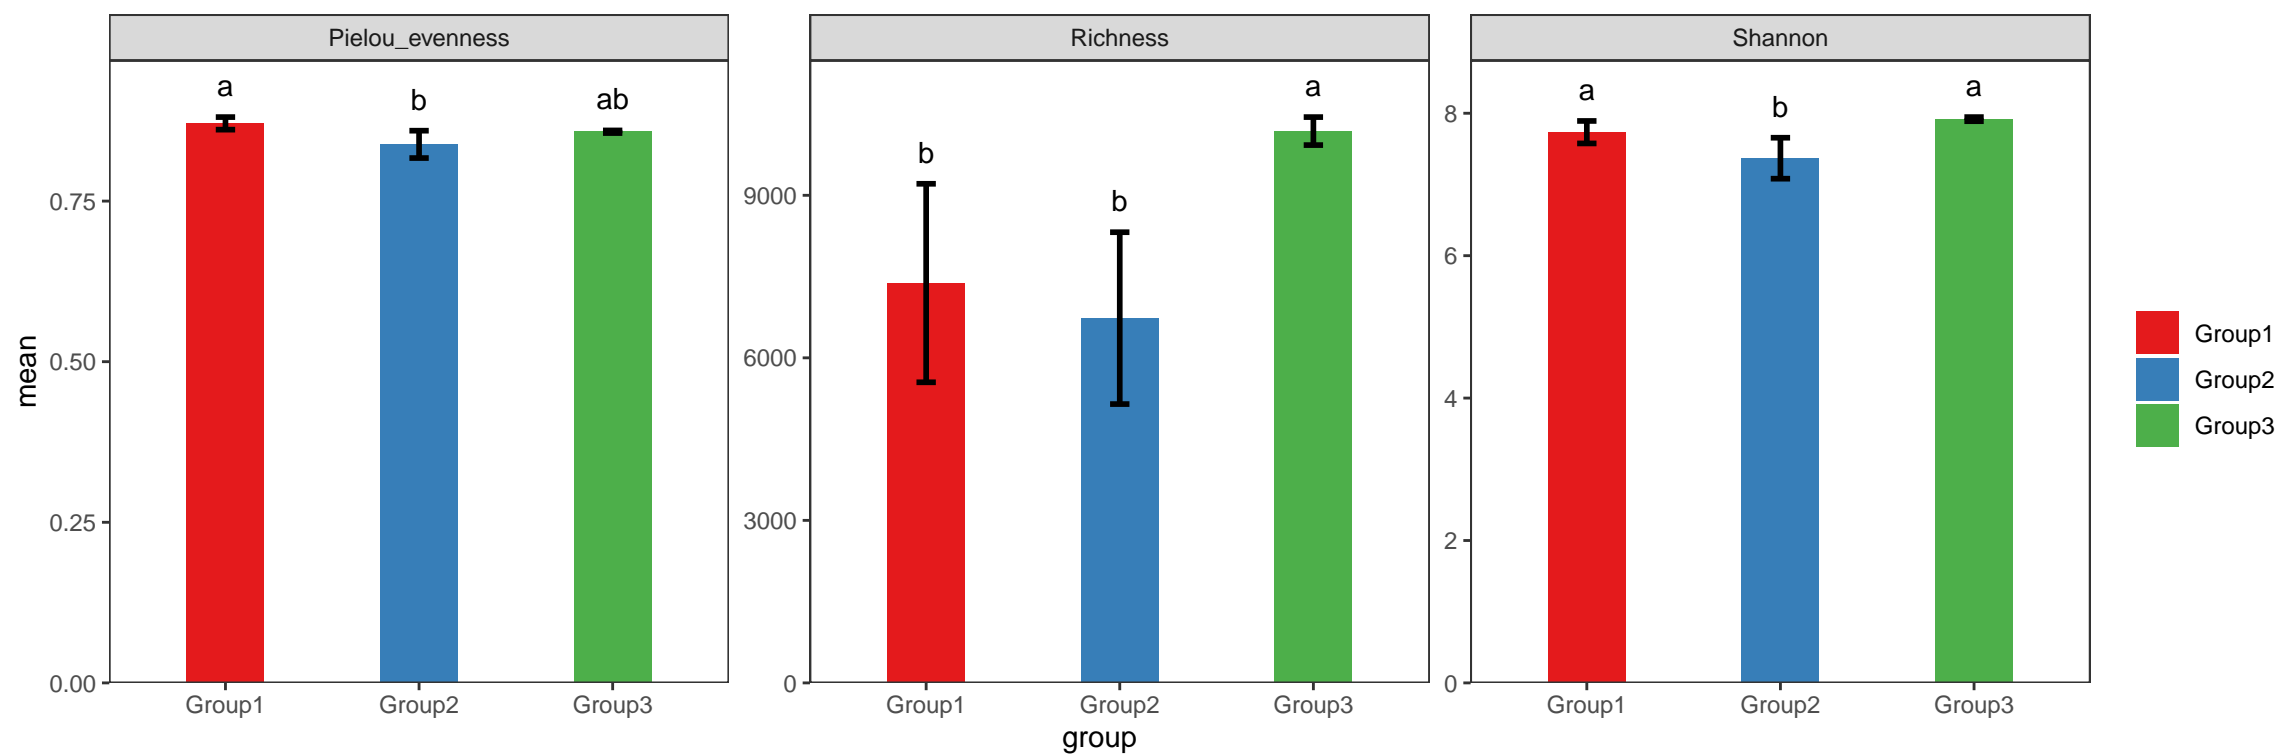 Pielou_evenness
Richness
Shannon
mean
0.75
0.50
0.25
0.00
a
b
ab
Group1
Group2
Group3
9000
6000
3000
0
b
b
a
Group1
Group2
Group3
8
6
4
2
0
a
b
a
Group1
Group2
Group3
group
Group1
Group2
Group3